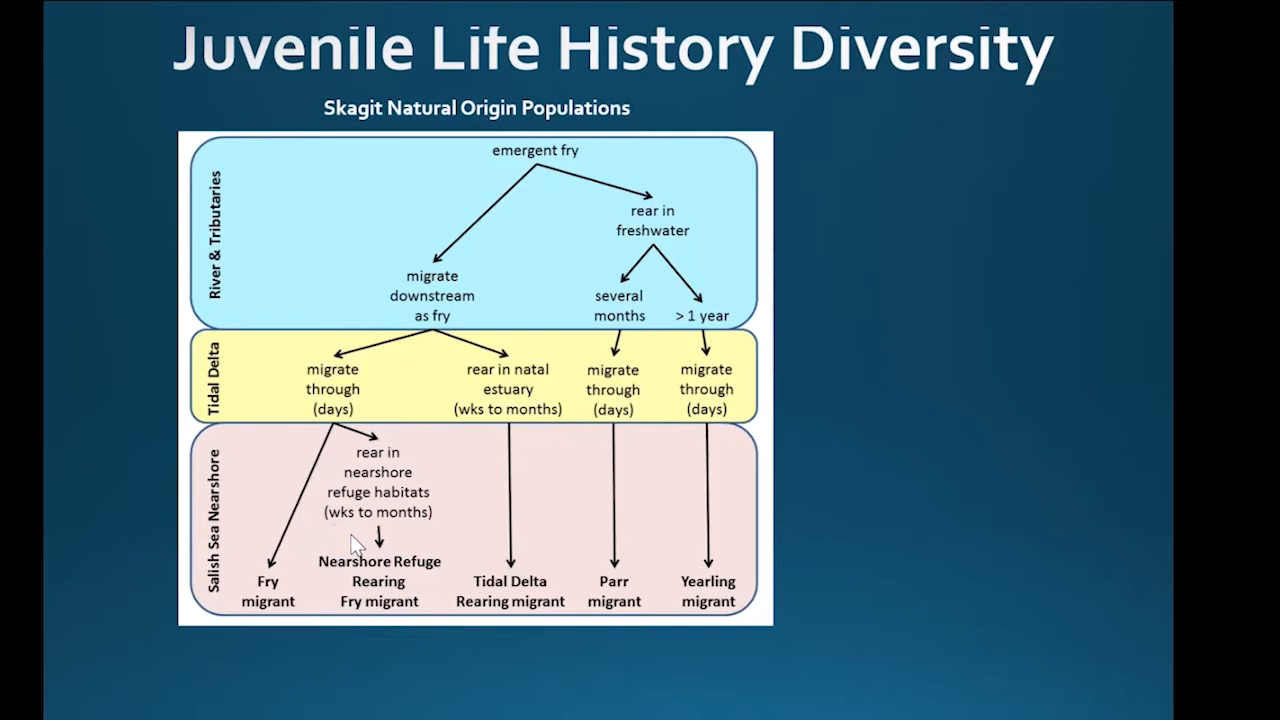 Juvenile Life History Diversity
Skagit Natural Origin Populations
River & Tributaries
emergent fry
rear in
freshwater
migrate
downstream
as fry
several
months
> 1 year
Tidal Delta
migrate
through
(days)
rear in natal
estuary
(wks to months)
migrate
through
(days)
migrate
through
(days)
Salish Sea Nearshore
rear in
nearshore
refuge habitats
(wks to months)
Fry
migrant
Nearshore Refuge
Rearing
Fry migrant
Tidal Delta
Rearing migrant
Parr
migrant
Yearling
migrant